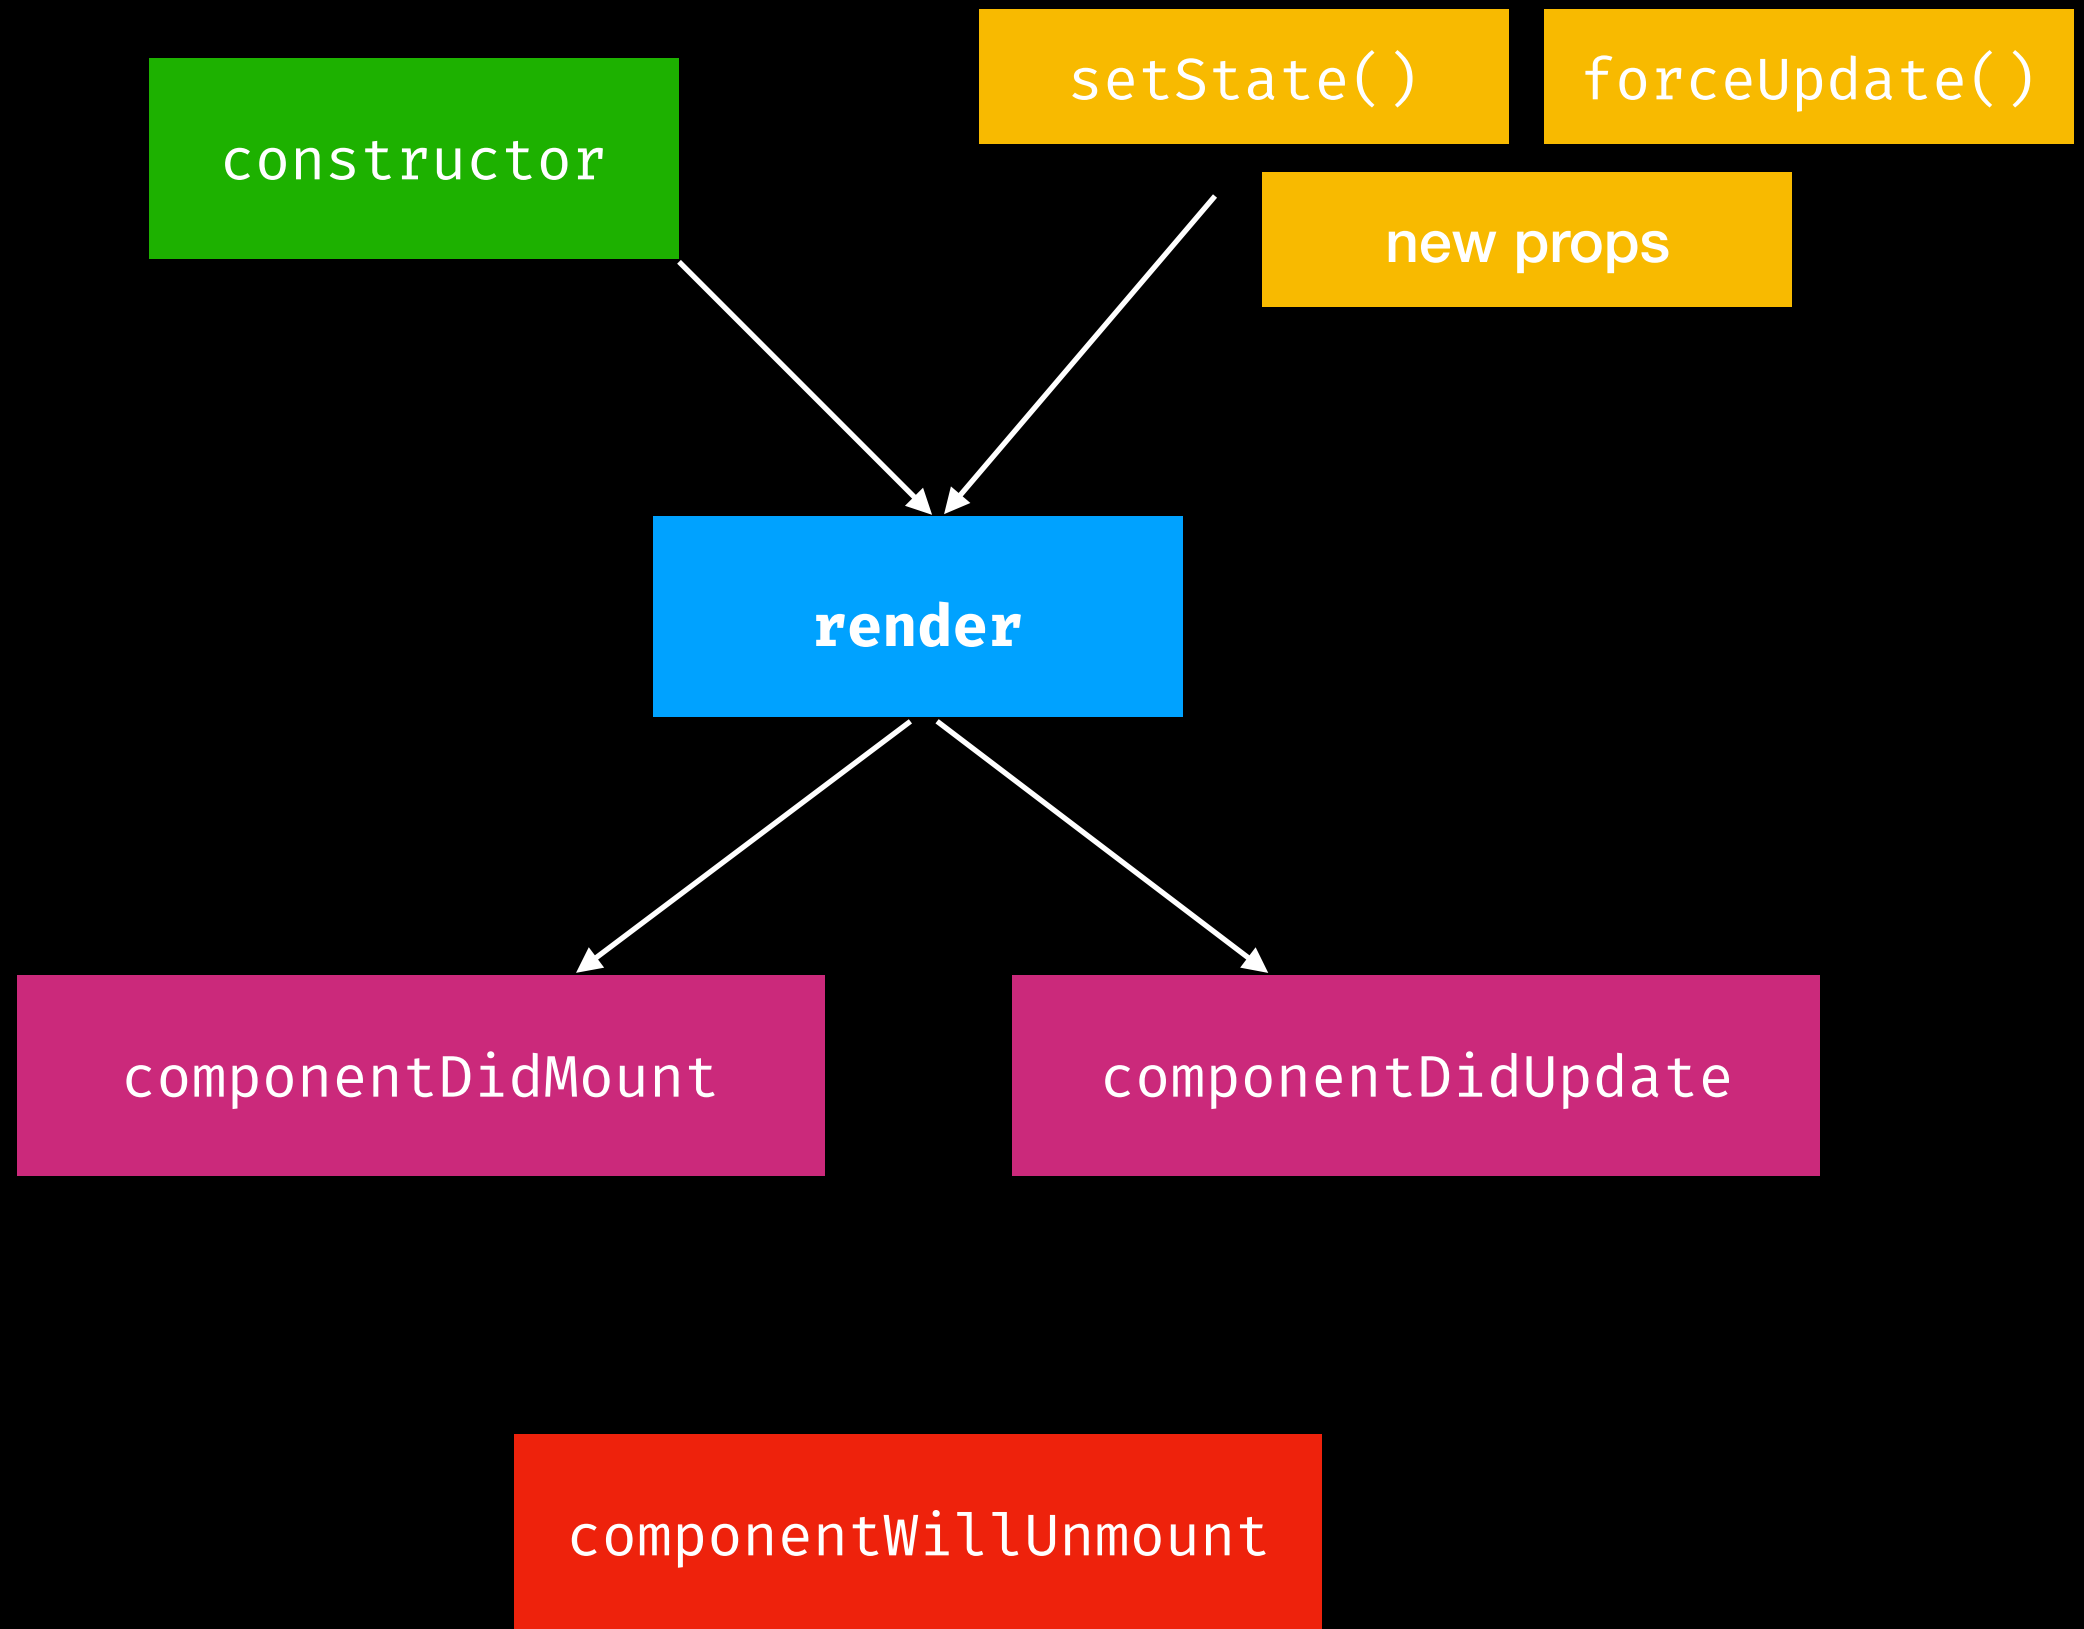 constructor
setState()
forceUpdate()
new props
render
componentDidMount
componentDidUpdate
componentWillUnmount